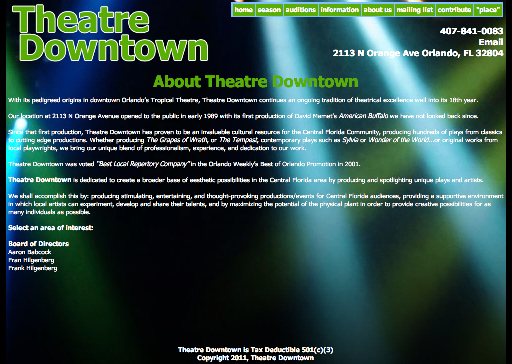 Theatre
Downtown
home season auditions information about us mailing list contribute "place"
407-841-0083
Email
2113 N Orange Ave Orlando, FL 32804
About Theatre Downtown
With its pedigreed origins in downtown Orlando's Tropical Theatre, Theatre Downtown continues an ongoing tradition of theatrical excellence well into its 18th year.
Our location at 2113 N Orange Avenue opened to the public in early 1989 with its first production of David Mamet's American Buffalo we have not looked back since.
Since that first production, Theatre Downtown has proven to be an invaluable cultural resource for the Central Florida Community, producing hundreds of plays from classics
to cutting edge productions. Whether producing The Grapes of Wrath, or The Tempest, contemporary plays such as Sylvia or Wonder of the World...or original works from
local playwrights, we bring our unique blend of professionalism, experience, and dedication to our work.
Theatre Downtown was voted "Best Local Repertory Company" in the Orlando Weekly's Best of Orlando Promotion in 2001.
Theatre Downtown is dedicated to create a broader base of aesthetic possibilities in the Central Florida area by producing and spotlighting unique plays and artists.
We shall accomplish this by: producing stimulating, entertaining, and thought-provoking productions/events for Central Florida audiences, providing a supportive environment
in which local artists can experiment, develop and share their talents, and by maximizing the potential of the physical plant in order to provide creative possibilities for as
many individuals as possible.
Select an area of interest:
Board of Directors
Aaron Babcock
Fran Hilgenberg
Frank Hilgenberg
Theatre Downtown is Tax Deductible 501(c)(3)
Copyright 2011, Theatre Downtown